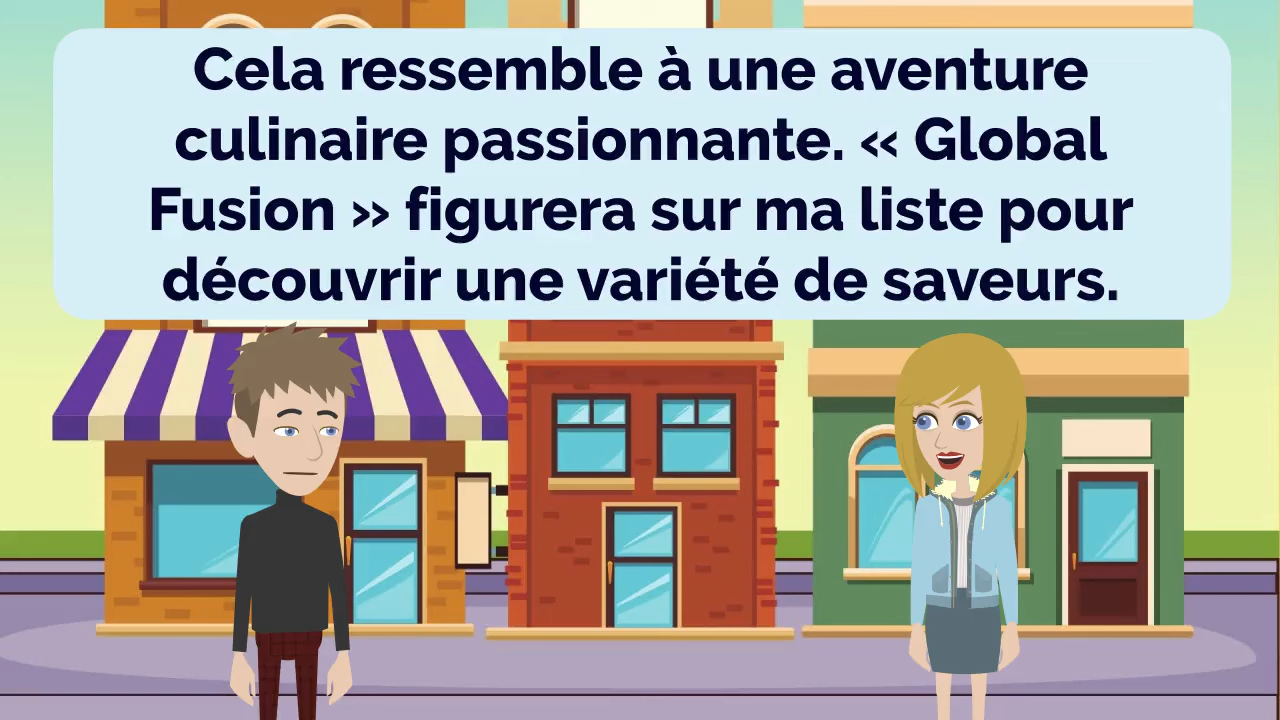 Cela ressemble à une aventure
culinaire passionnante. « Global
Fusion » figurera sur ma liste pour
découvrir une variété de saveurs.